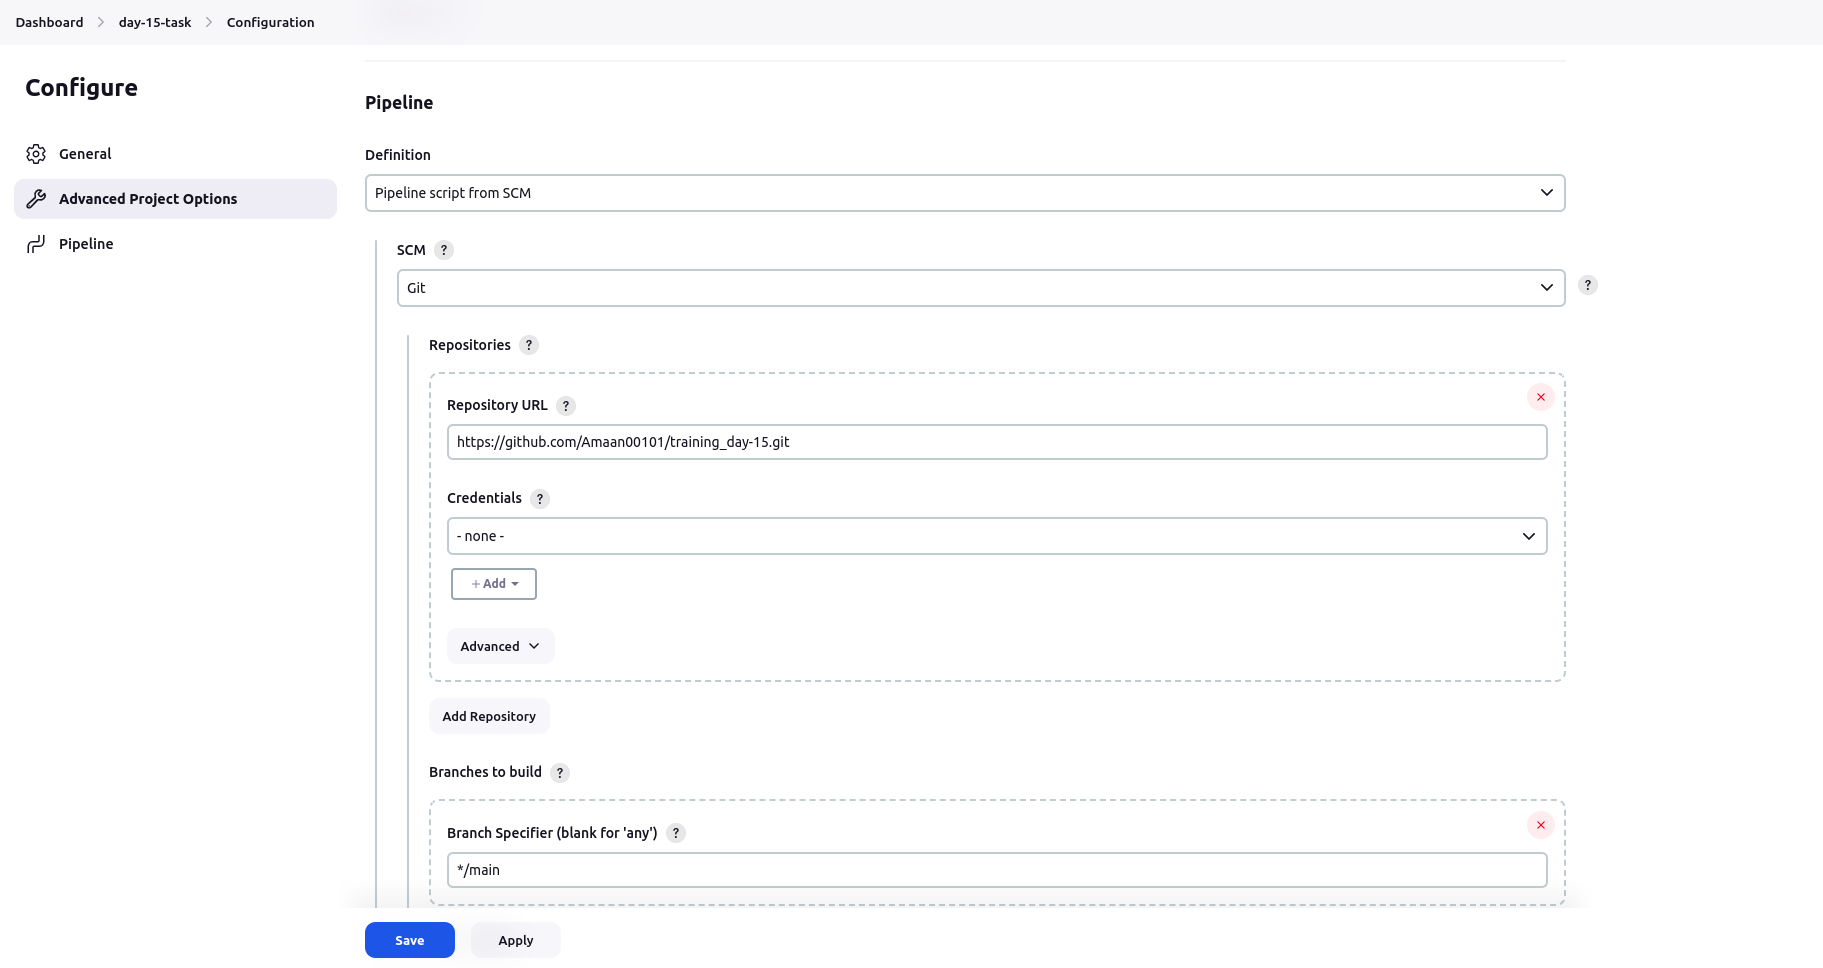 Dashboard > day-15-task > Configuration
Configure
General
Advanced Project Options
Pipeline
Pipeline
Definition
Pipeline script from SCM
SCM ?
Git
?
Repositories ?
Repository URL ?
https://github.com/Amaan00101/training_day-15.git
Credentials ?
- none -
+ Add
Advanced
Add Repository
Branches to build ?
Branch Specifier (blank for 'any') ?
*/main
Save Apply